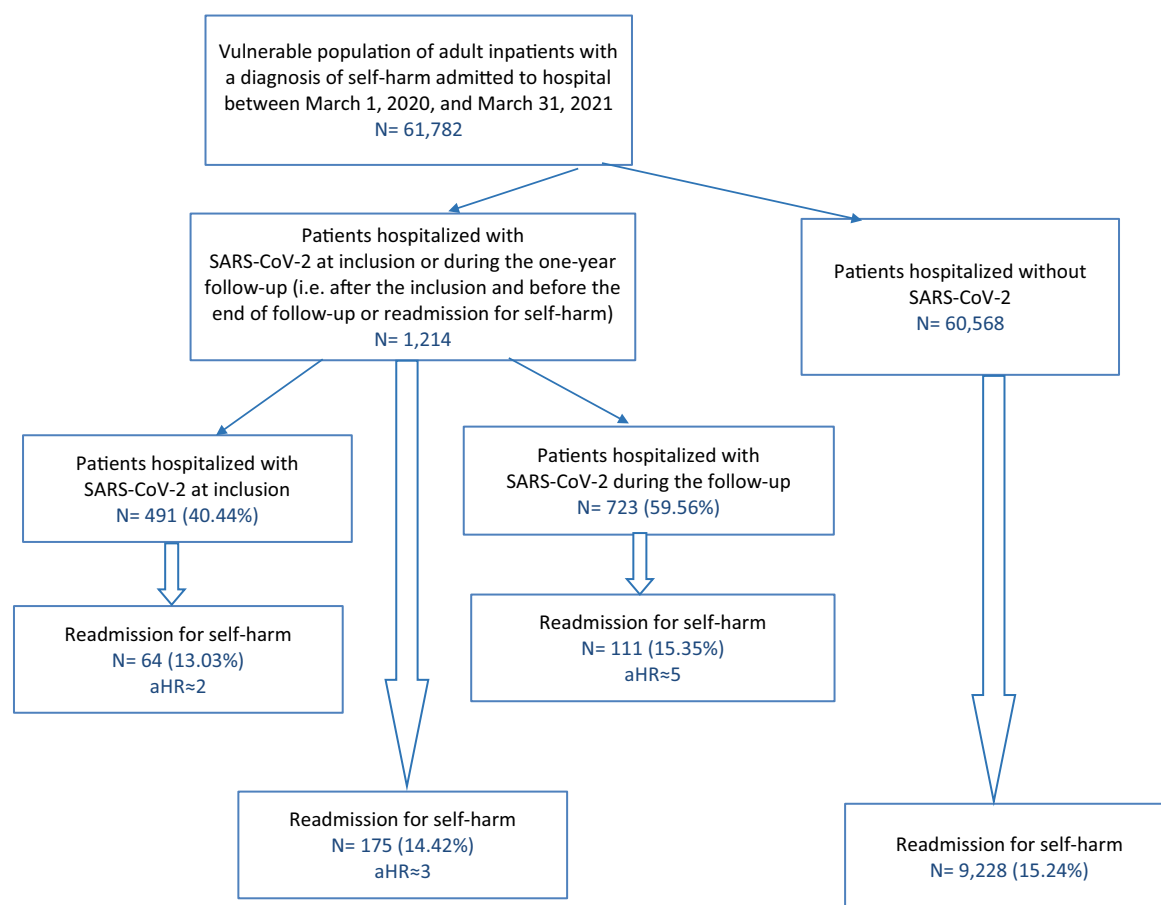 Vulnerable population of adult inpatients with
a diagnosis of self-harm admitted to hospital
between March 1, 2020, and March 31, 2021
N= 61,782
Patients hospitalized with
SARS-CoV-2 at inclusion or during the one-year
follow-up (i.e. after the inclusion and before the
end of follow-up or readmission for self-harm)
N= 1,214
Patients hospitalized without
SARS-CoV-2
N= 60,568
Patients hospitalized with
SARS-CoV-2 at inclusion
N= 491 (40.44%)
Patients hospitalized with
SARS-CoV-2 during the follow-up
N= 723 (59.56%)
Readmission for self-harm
N= 64 (13.03%)
aHR≈2
Readmission for self-harm
N= 111 (15.35%)
aHR≈5
Readmission for self-harm
N= 175 (14.42%)
aHR≈3
Readmission for self-harm
N= 9,228 (15.24%)